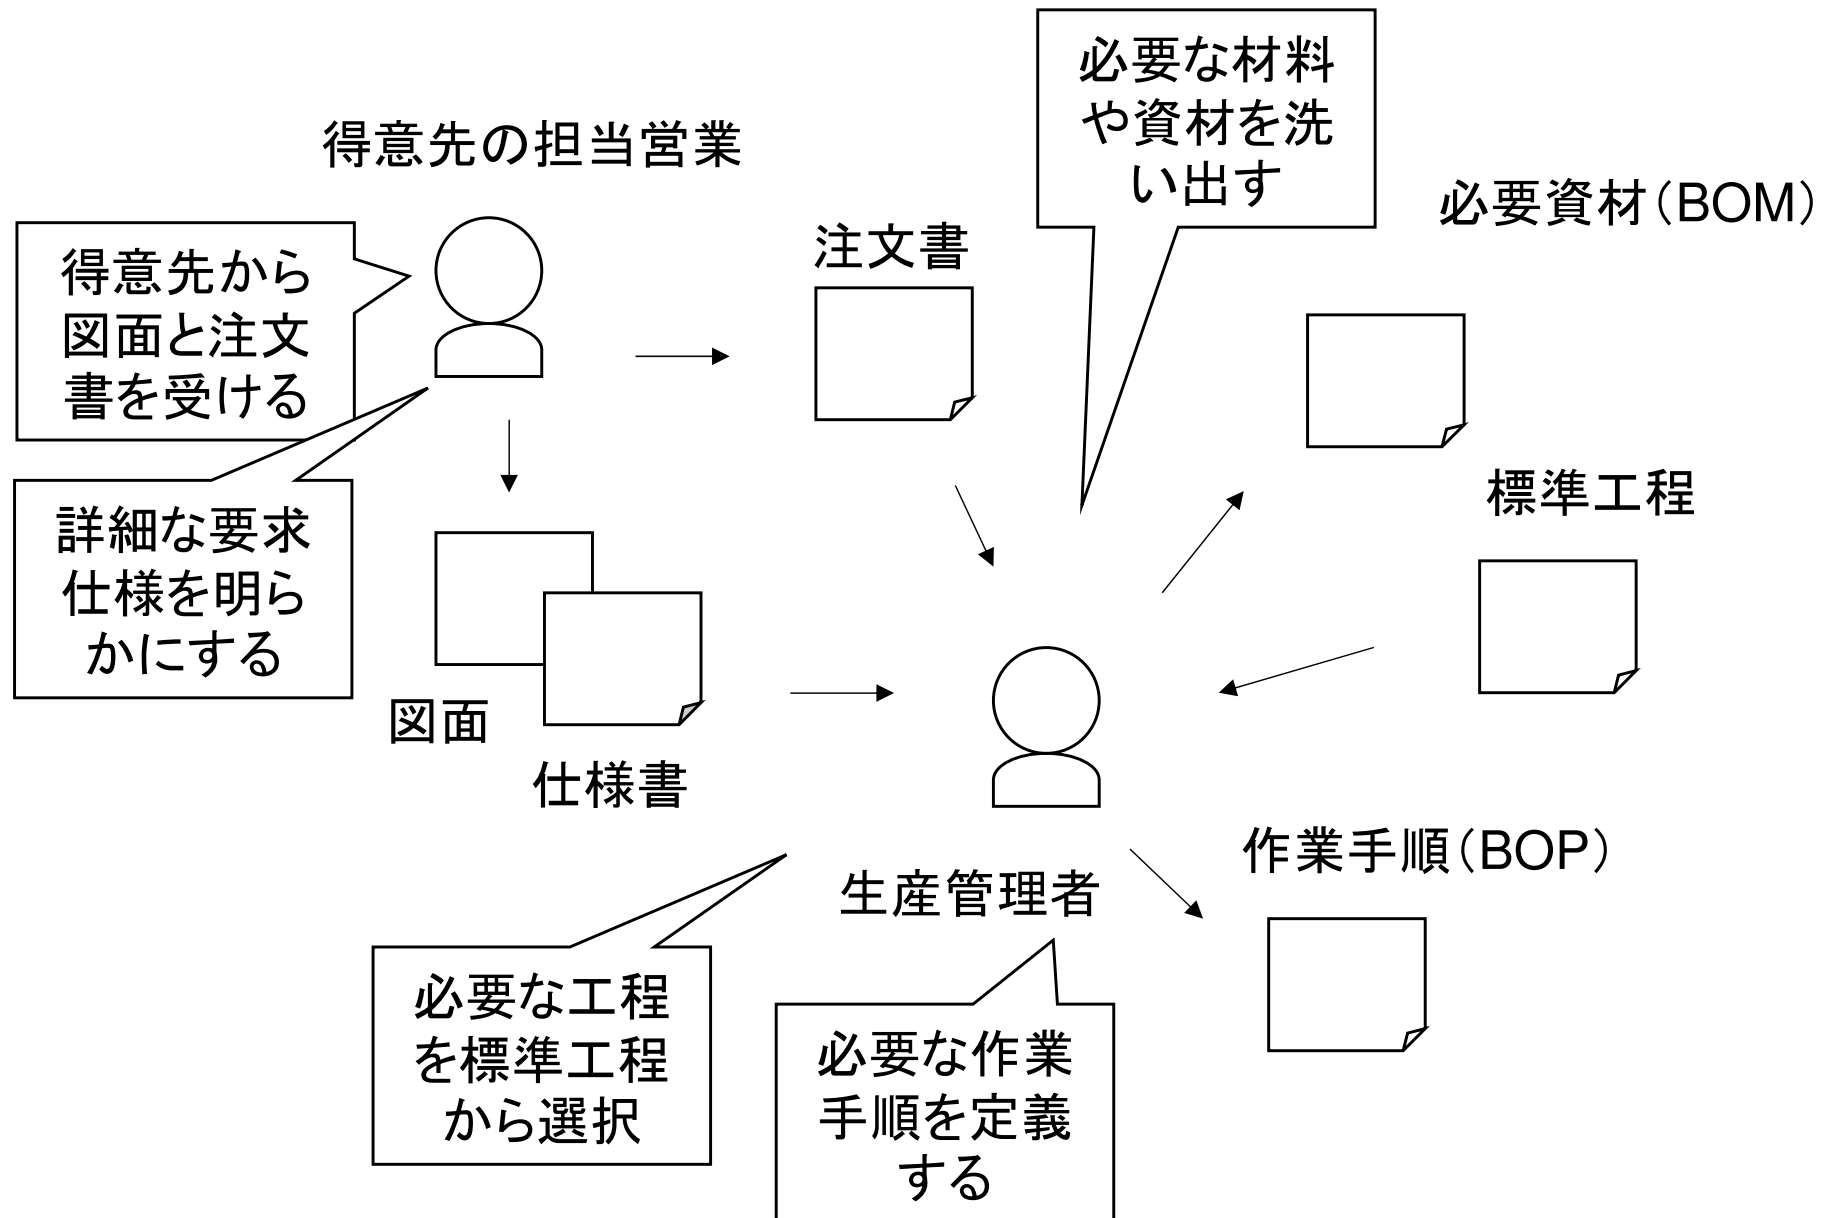 得意先の担当営業
得意先から
図面と注文
書を受ける
詳細な要求
仕様を明ら
かにする
図面
仕様書
注文書
必要な材料
や資材を洗
い出す
必要資材（BOM）
標準工程
生産管理者
作業手順（BOP）
必要な工程
を標準工程
から選択
必要な作業
手順を定義
する